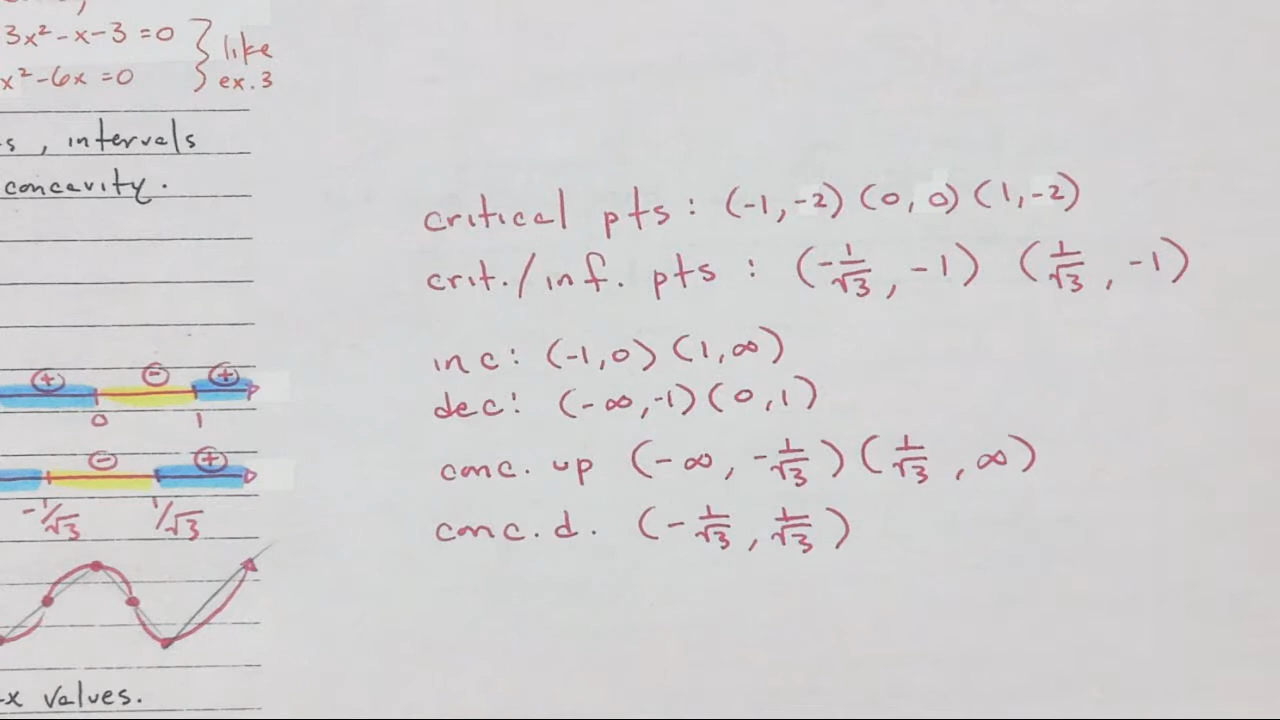 3x² - x - 3 = 0 } like
x² - 6x = 0 } ex. 3
s, intervals
concavity.
critical pts: (-1, -2) (0, 0) (1, -2)
crit./inf. pts: (-1/√3, -1) (1/√3, -1)
inc: (-1, 0) (1, ∞)
dec: (-∞, -1) (0, 1)
conc. up (-∞, -1/√3) (1/√3, ∞)
conc. d. (-1/√3, 1/√3)
+ - +
0 1
- +
-1/√3 1/√3
-x values.